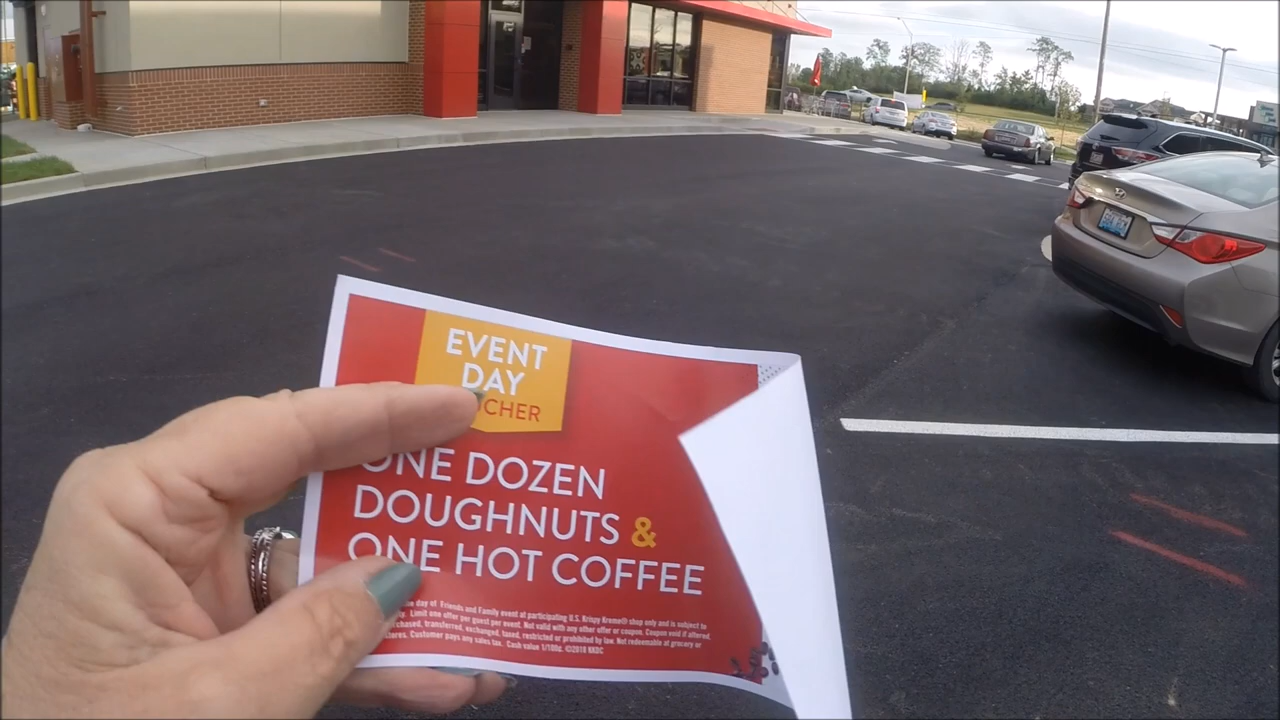 EVENT
DAY
CHER
ONE DOZEN
DOUGHNUTS &
ONE HOT COFFEE
day of Friends and Family event at participating U.S. Krispy Kreme® shop only and is subject to
Limit one offer per guest per event. Not valid with any other offer or coupon. Coupon void if altered,
rchased, transferred, exchanged, taxed, restricted or prohibited by law. Not redeemable at grocery or
ores. Customer pays any sales tax. Cash value 1/100¢. ©2018 KKDC